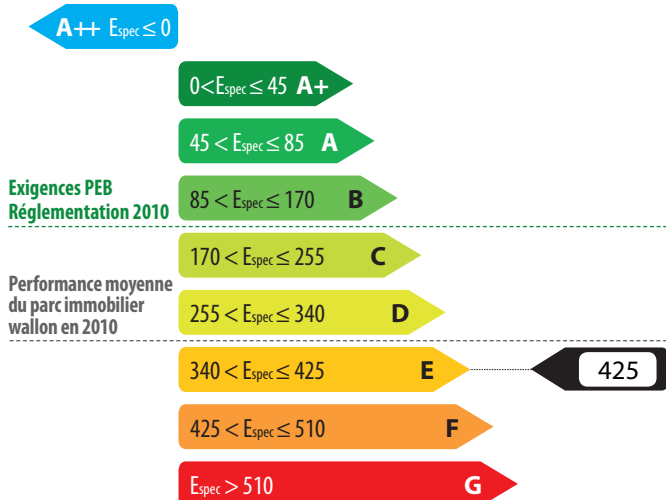 A++ Espec ≤ 0
0<Espec ≤ 45 A+
45 < Espec ≤ 85 A
Exigences PEB
Réglementation 2010
85 < Espec ≤ 170 B
170 < Espec ≤ 255 C
Performance moyenne
du parc immobilier
wallon en 2010
255 < Espec ≤ 340 D
340 < Espec ≤ 425 E
425
425 < Espec ≤ 510 F
Espec > 510 G